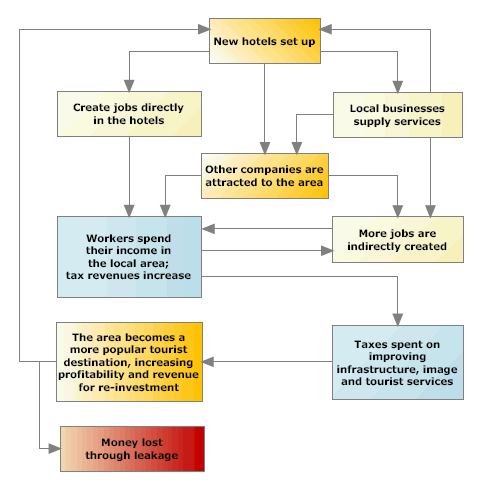 New hotels set up
Create jobs directly
in the hotels
Local businesses
supply services
Other companies are
attracted to the area
Workers spend
their income in
the local area;
tax revenues increase
More jobs are
indirectly created
The area becomes a
more popular tourist
destination, increasing
profitability and revenue
for re-investment
Taxes spent on
improving
infrastructure, image
and tourist services
Money lost
through leakage